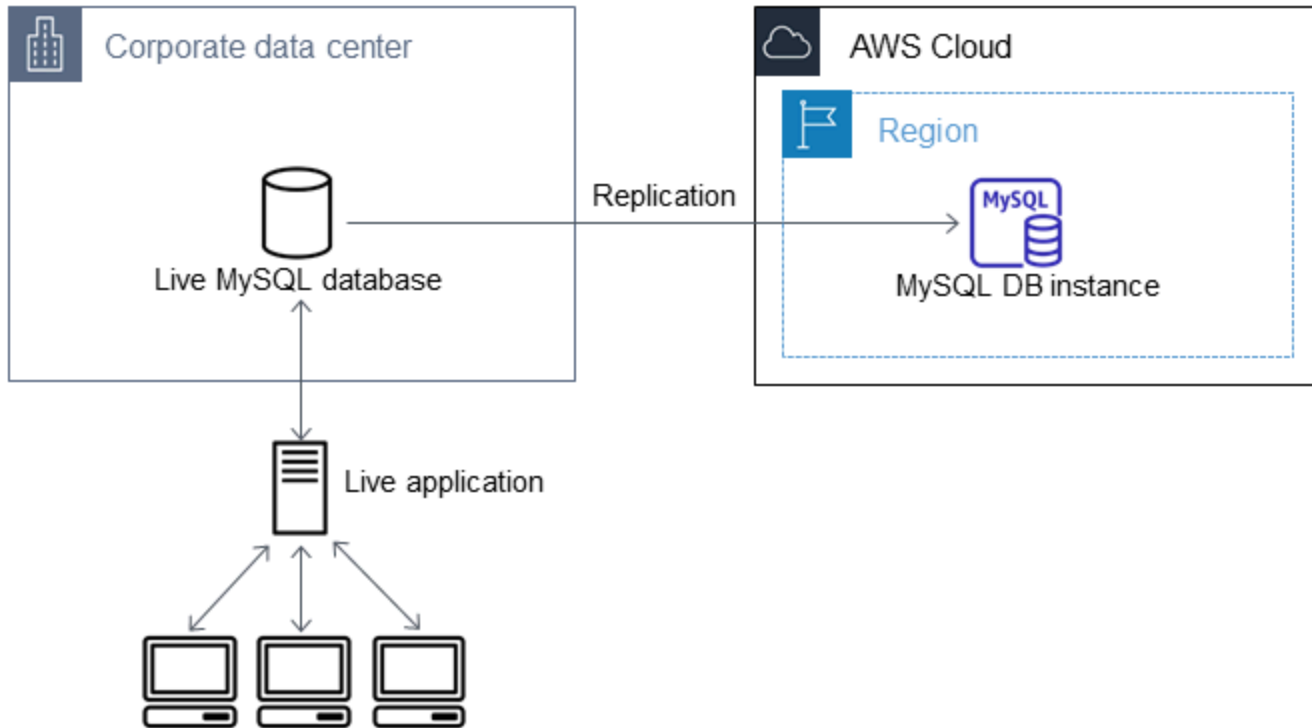 Corporate data center
AWS Cloud
Region
Replication
MySQL
Live MySQL database
MySQL DB instance
Live application